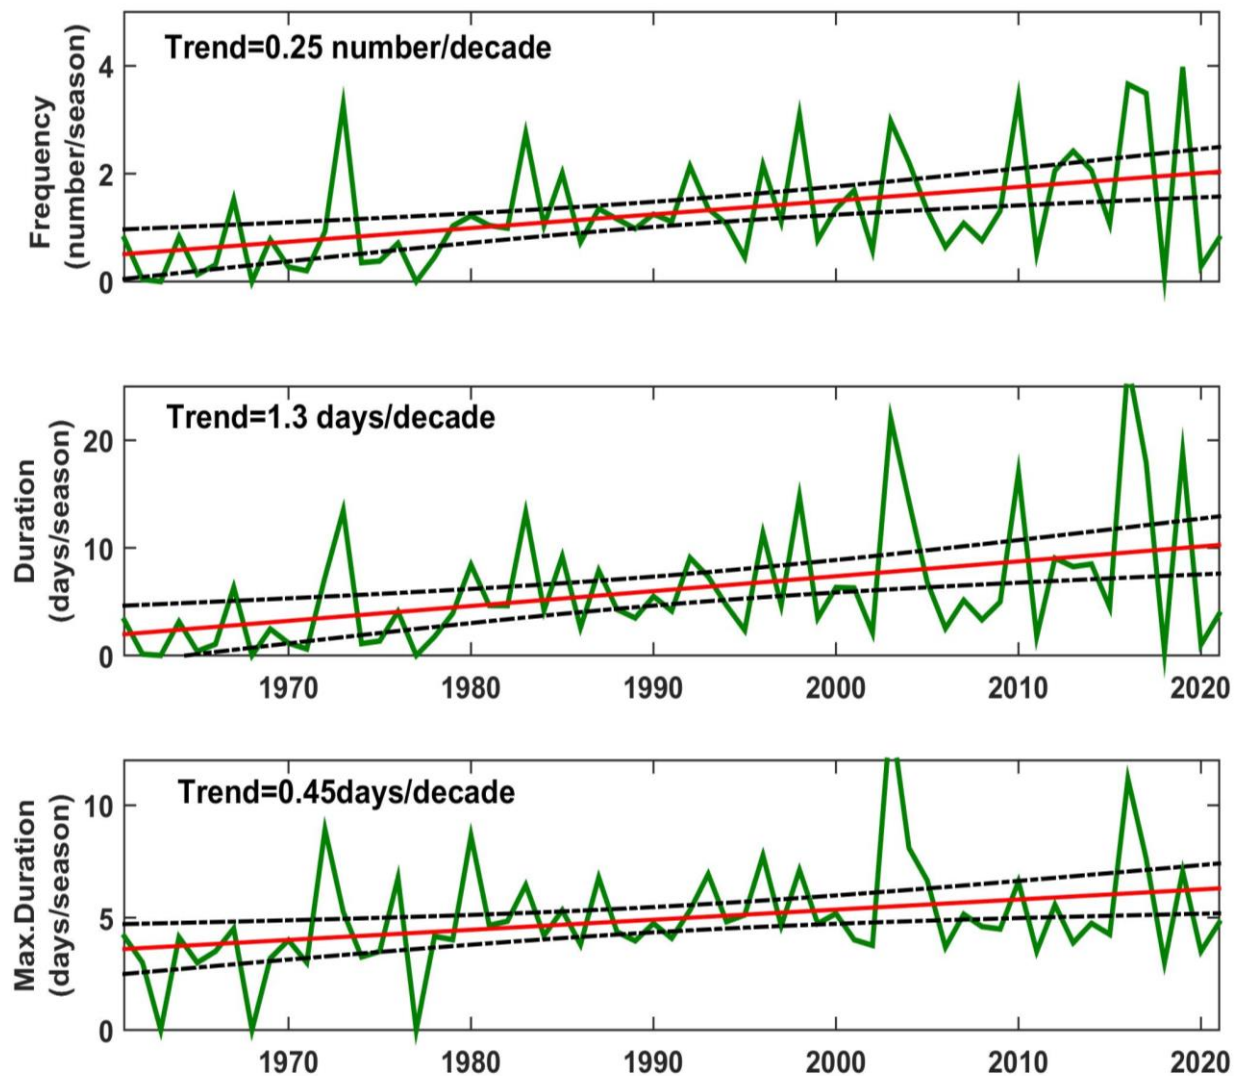 Trend=0.25 number/decade
Frequency
(number/season)
4
2
0
Trend=1.3 days/decade
Duration
(days/season)
20
10
0
1970 1980 1990 2000 2010 2020
Trend=0.45days/decade
Max.Duration
(days/season)
10
5
0
1970 1980 1990 2000 2010 2020